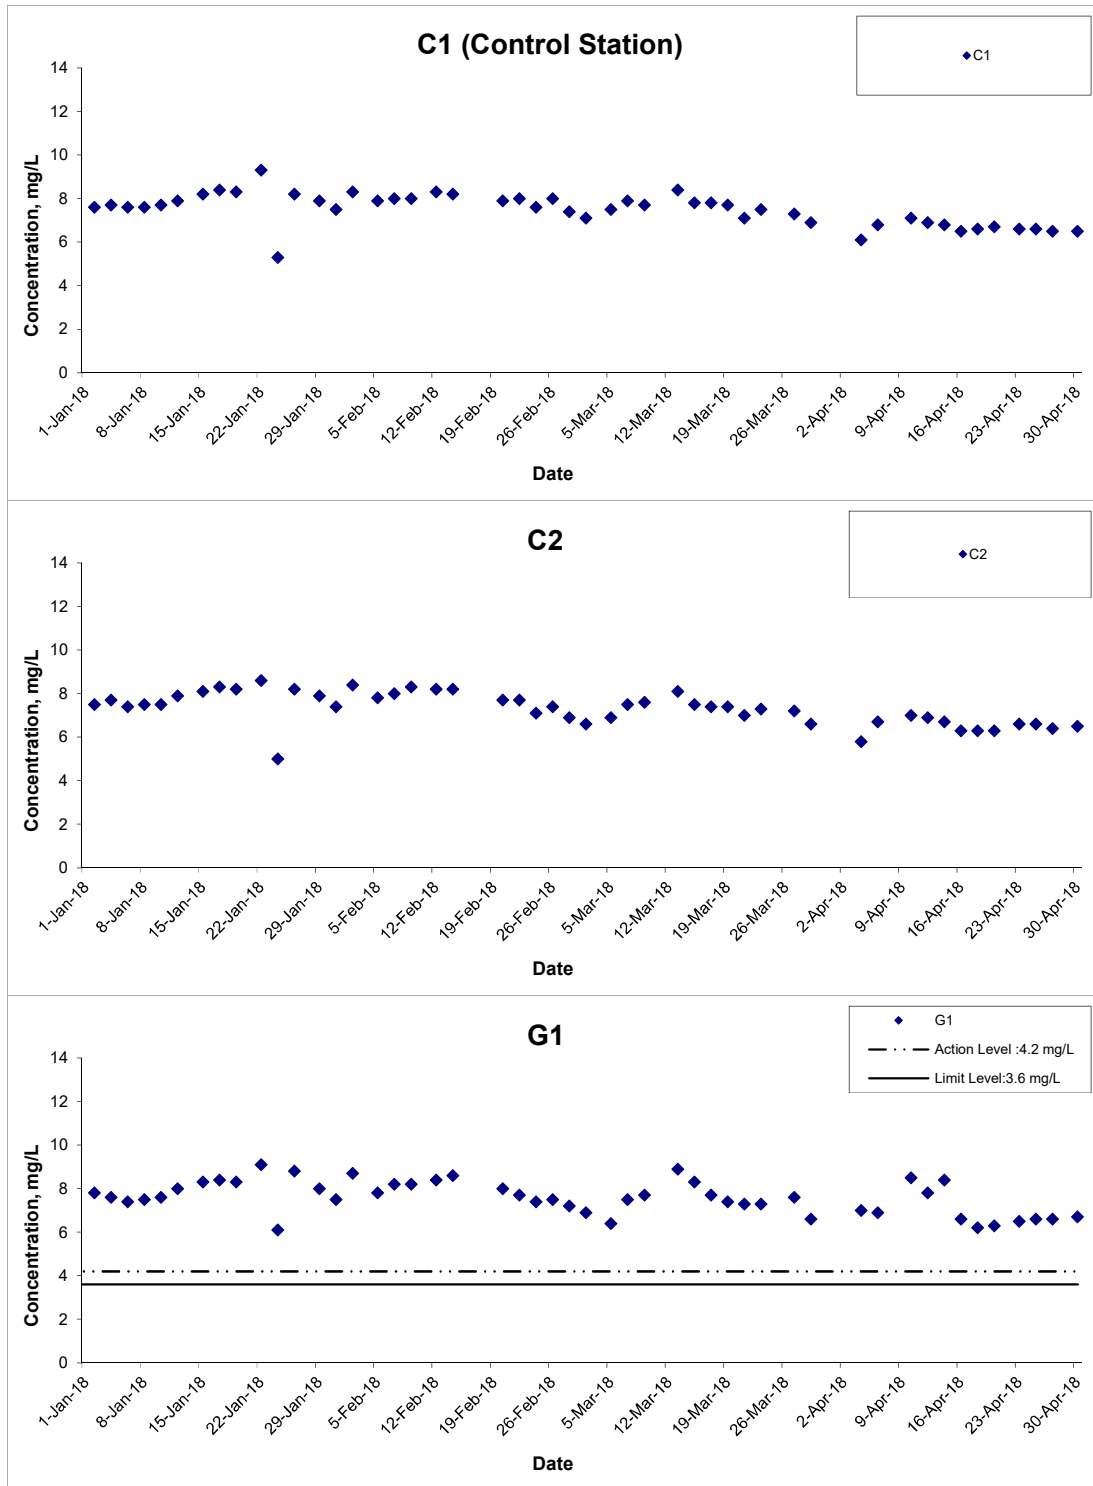 C1 (Control Station)
C1
14
12
10
8
6
4
2
0
Concentration, mg/L
1-Jan-18
8-Jan-18
15-Jan-18
22-Jan-18
29-Jan-18
5-Feb-18
12-Feb-18
19-Feb-18
26-Feb-18
5-Mar-18
12-Mar-18
19-Mar-18
26-Mar-18
2-Apr-18
9-Apr-18
16-Apr-18
23-Apr-18
30-Apr-18
Date
C2
C2
14
12
10
8
6
4
2
0
Concentration, mg/L
1-Jan-18
8-Jan-18
15-Jan-18
22-Jan-18
29-Jan-18
5-Feb-18
12-Feb-18
19-Feb-18
26-Feb-18
5-Mar-18
12-Mar-18
19-Mar-18
26-Mar-18
2-Apr-18
9-Apr-18
16-Apr-18
23-Apr-18
30-Apr-18
Date
G1
G1
Action Level :4.2 mg/L
Limit Level:3.6 mg/L
14
12
10
8
6
4
2
0
Concentration, mg/L
1-Jan-18
8-Jan-18
15-Jan-18
22-Jan-18
29-Jan-18
5-Feb-18
12-Feb-18
19-Feb-18
26-Feb-18
5-Mar-18
12-Mar-18
19-Mar-18
26-Mar-18
2-Apr-18
9-Apr-18
16-Apr-18
23-Apr-18
30-Apr-18
Date